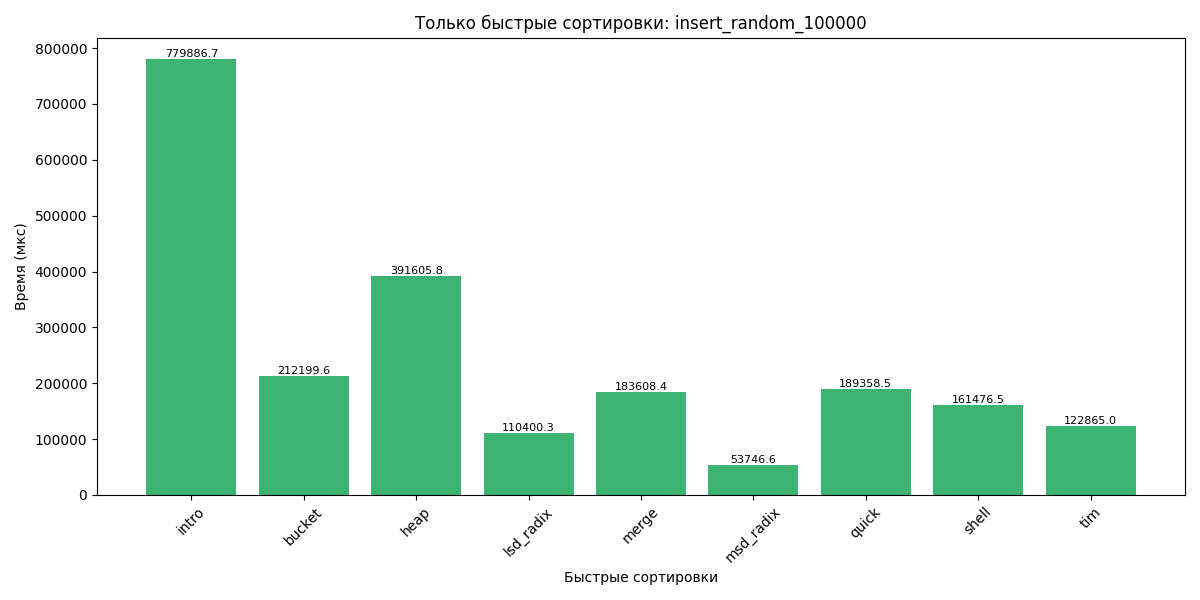 Только быстрые сортировки: insert_random_100000
Время (мкс)
800000
700000
600000
500000
400000
300000
200000
100000
0
779886.7
212199.6
391605.8
110400.3
183608.4
53746.6
189358.5
161476.5
122865.0
intro
bucket
heap
lsd_radix
merge
msd_radix
quick
shell
tim
Быстрые сортировки